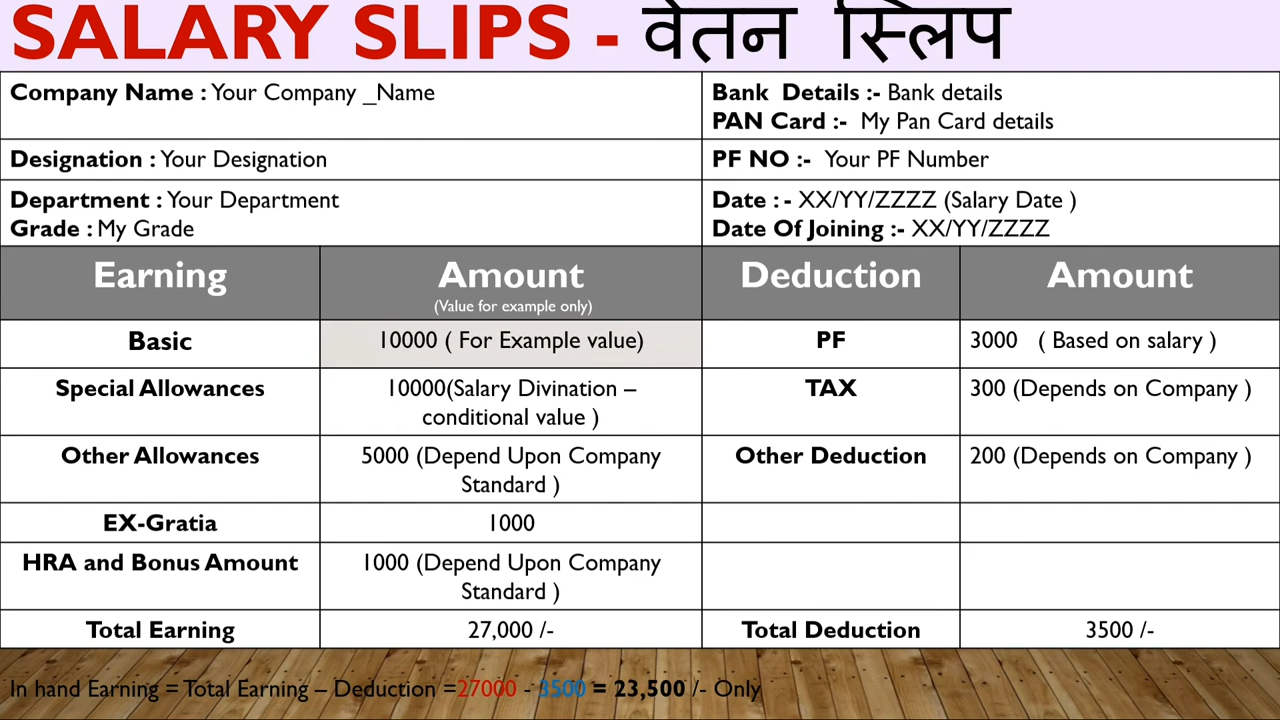 SALARY SLIPS - वेतन स्लिप
Company Name : Your Company _Name
Bank Details :- Bank details
PAN Card :- My Pan Card details
Designation : Your Designation
PF NO :- Your PF Number
Department : Your Department
Grade : My Grade
Date : - XX/YY/ZZZZ (Salary Date )
Date Of Joining :- XX/YY/ZZZZ
Earning
Amount
(Value for example only)
Deduction
Amount
Basic
10000 ( For Example value)
PF
3000 ( Based on salary )
Special Allowances
10000(Salary Divination –
conditional value )
TAX
300 (Depends on Company )
Other Allowances
5000 (Depend Upon Company
Standard )
Other Deduction
200 (Depends on Company )
EX-Gratia
1000
HRA and Bonus Amount
1000 (Depend Upon Company
Standard )
Total Earning
27,000 /-
Total Deduction
3500 /-
In hand Earning = Total Earning – Deduction =27000 - 3500 = 23,500 /- Only